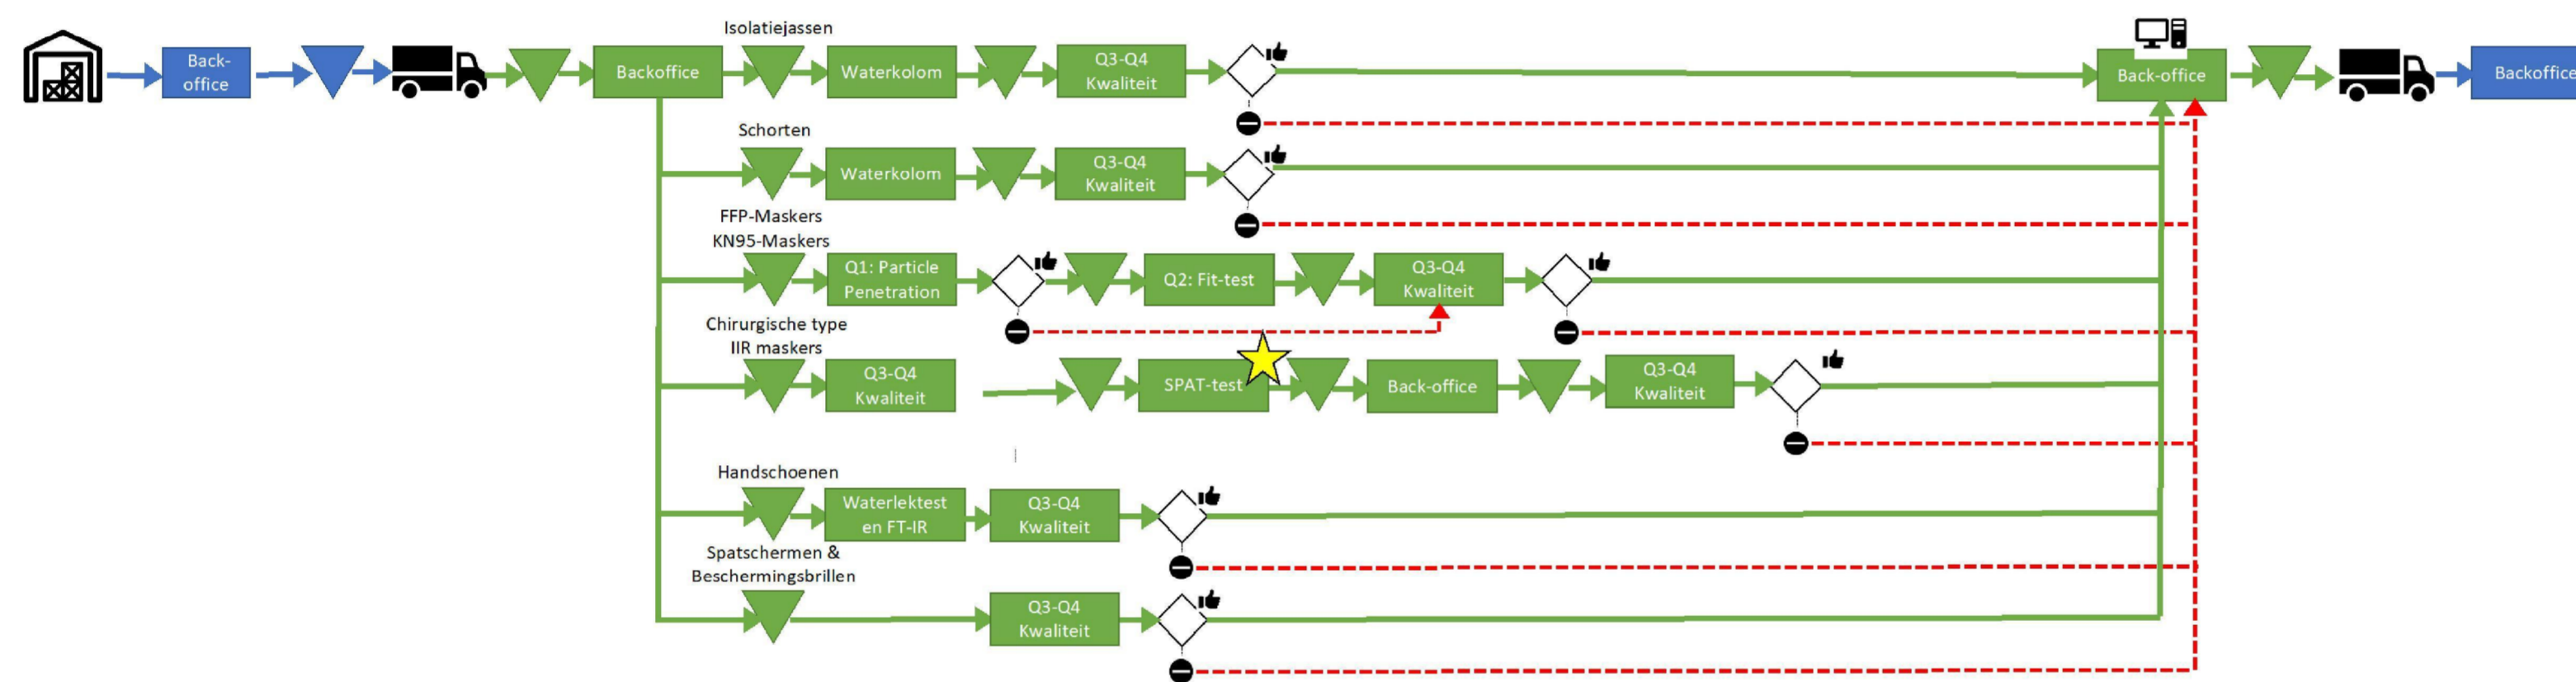 Isolatiejassen
Back-
office
Backoffice
Waterkolom
Q3-Q4
Kwaliteit
Back-office
Backoffice
Schorten
Waterkolom
Q3-Q4
Kwaliteit
FFP-Maskers
KN95-Maskers
Q1: Particle
Penetration
Q2: Fit-test
Q3-Q4
Kwaliteit
Chirurgische type
IIR maskers
Q3-Q4
Kwaliteit
SPAT-test
Back-office
Q3-Q4
Kwaliteit
Handschoenen
Waterlektest
en FT-IR
Q3-Q4
Kwaliteit
Spatschermen &
Beschermingsbrillen
Q3-Q4
Kwaliteit